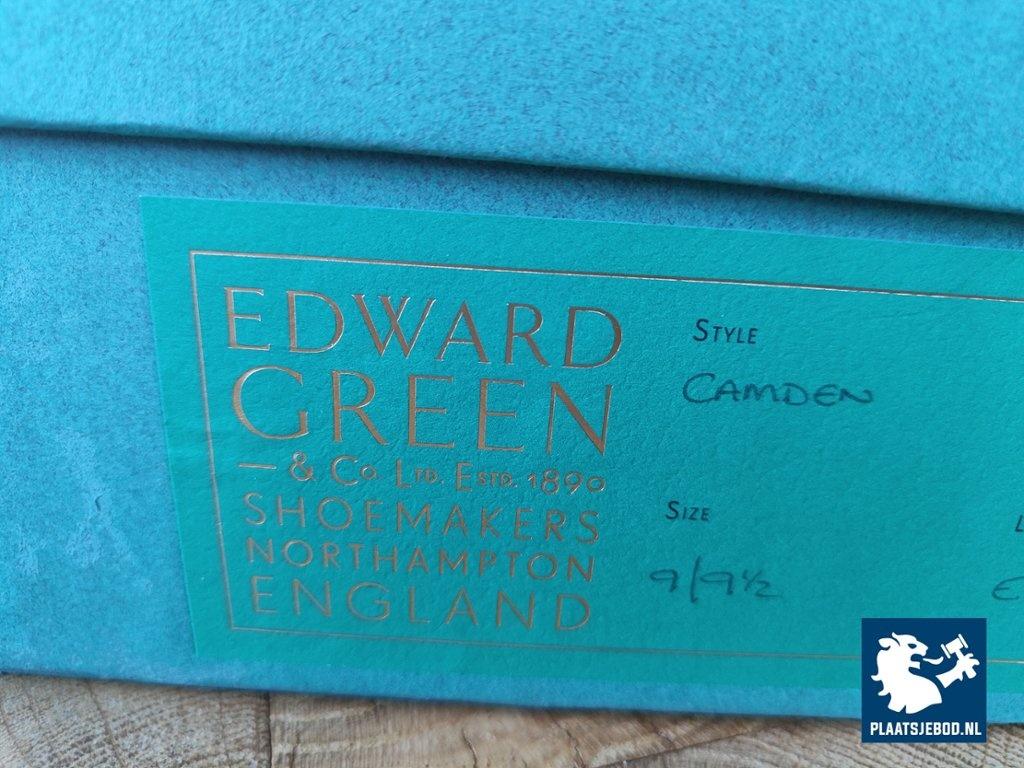 EDWARD
GREEN
— & Co. LTD. ESTD. 1890
SHOEMAKERS
NORTHAMPTON
ENGLAND
STYLE
CAMDEN
SIZE
9/9½
PLAATSJEBOD.NL